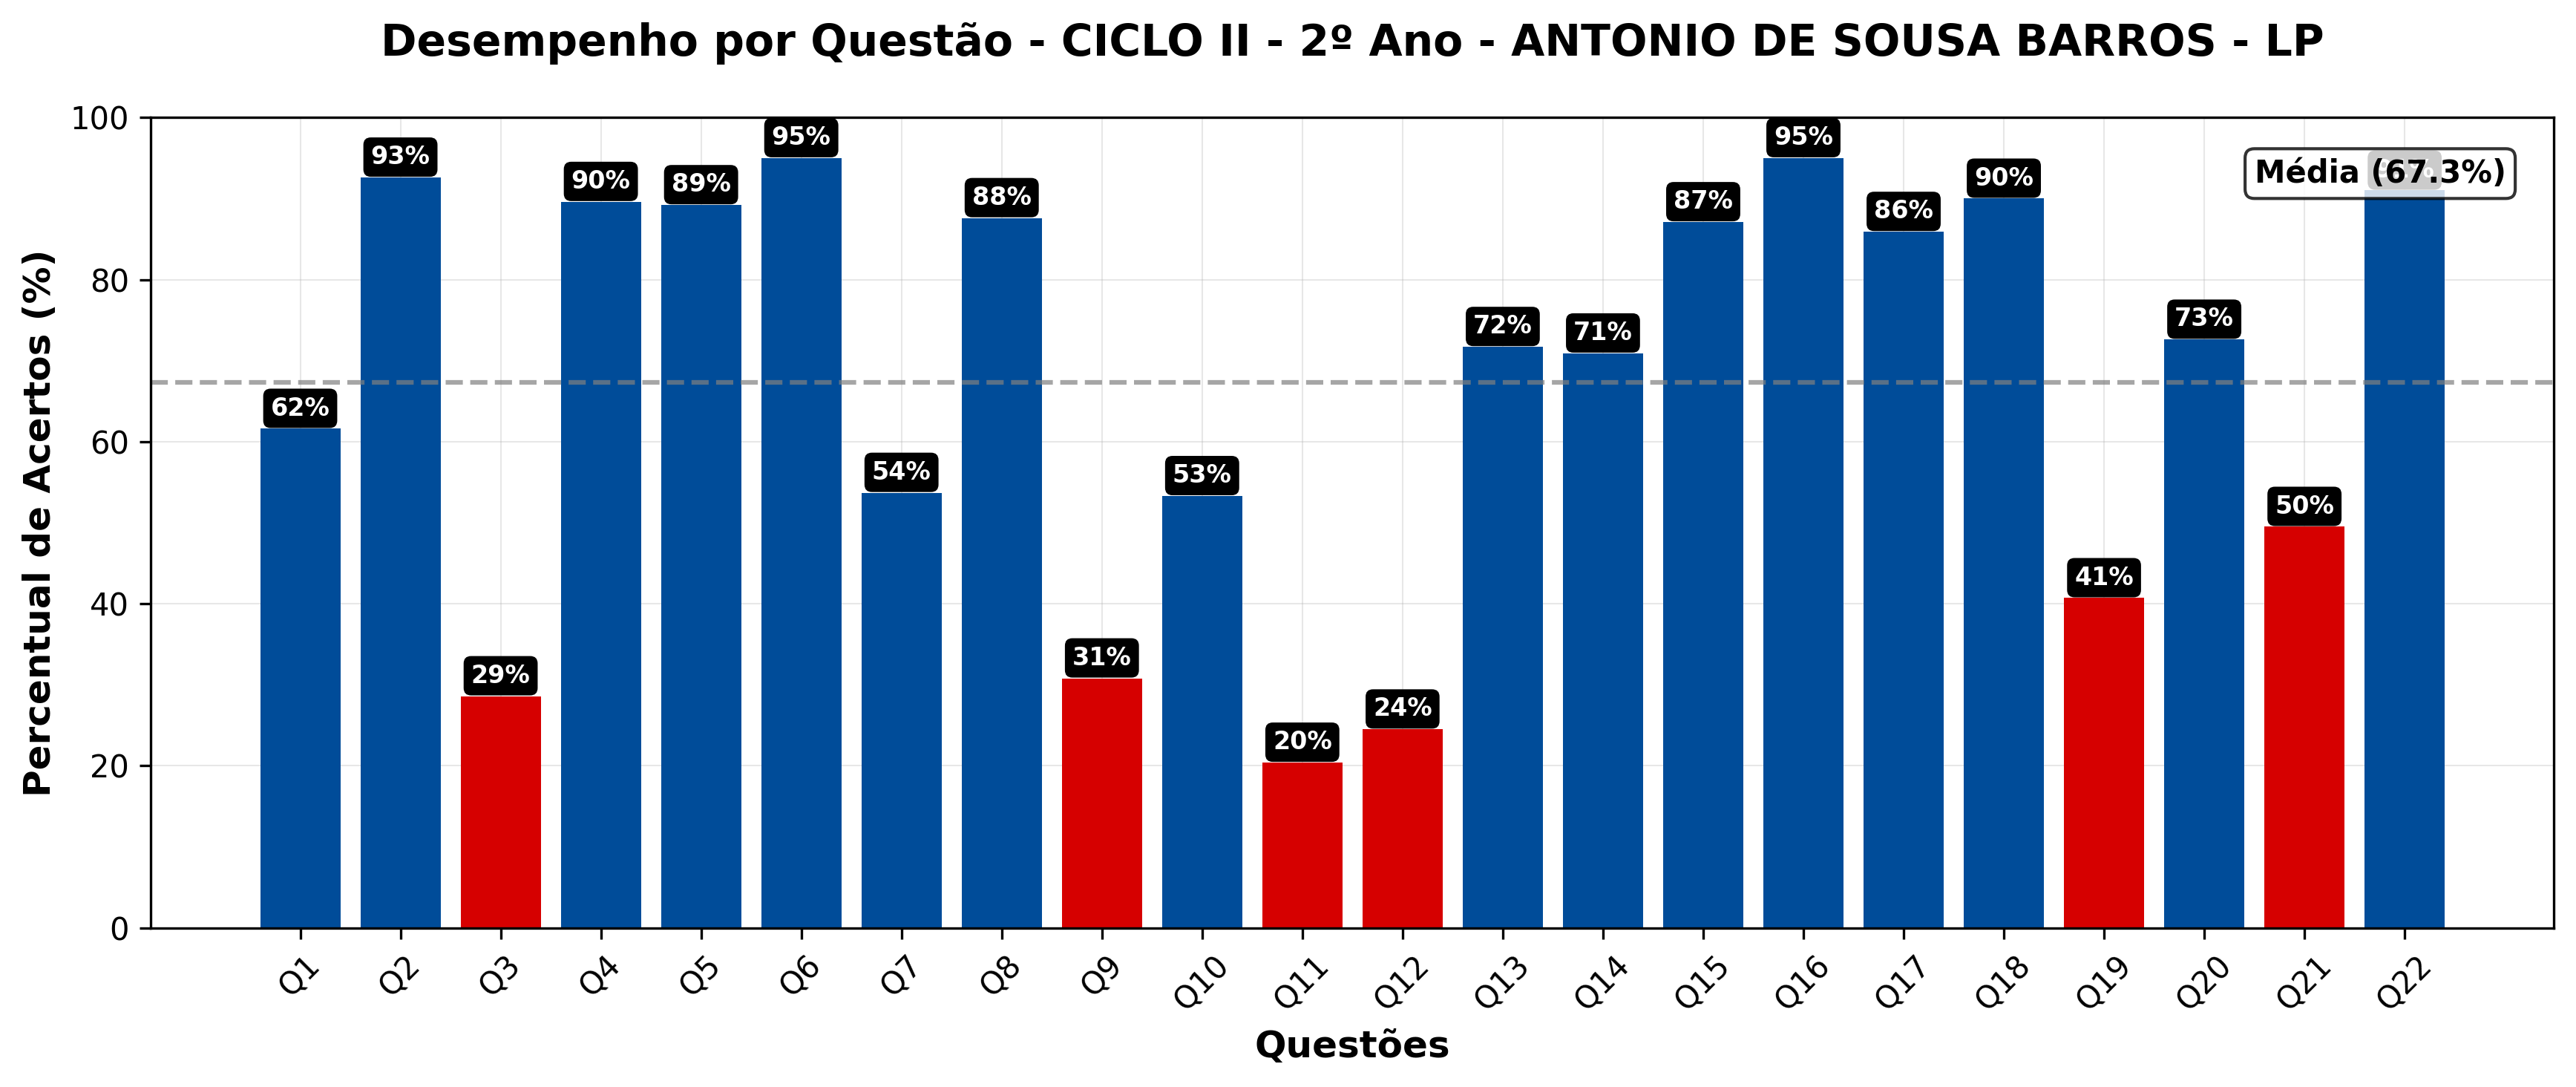 Desempenho por Questão - CICLO II - 2º Ano - ANTONIO DE SOUSA BARROS - LP
Percentual de Acertos (%)
100
80
60
40
20
0
62%
93%
29%
90%
89%
95%
54%
88%
31%
53%
20%
24%
72%
71%
87%
95%
86%
90%
41%
73%
50%
Média (67.3%)
Q1
Q2
Q3
Q4
Q5
Q6
Q7
Q8
Q9
Q10
Q11
Q12
Q13
Q14
Q15
Q16
Q17
Q18
Q19
Q20
Q21
Q22
Questões